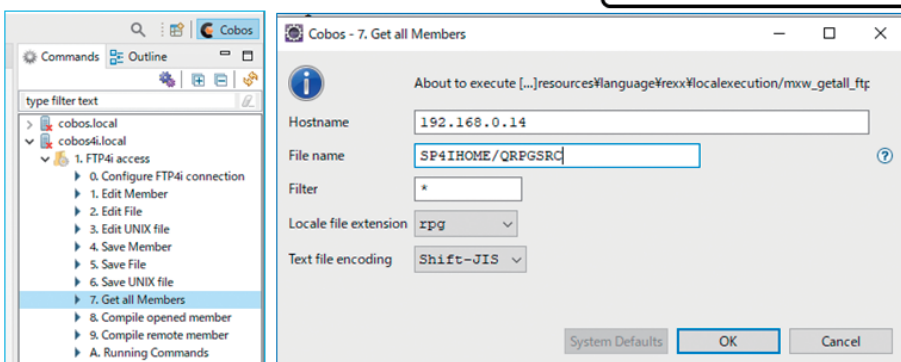 Cobos
Commands
Outline
type filter text
cobos.local
cobos4i.local
1. FTP4i access
0. Configure FTP4i connection
1. Edit Member
2. Edit File
3. Edit UNIX file
4. Save Member
5. Save File
6. Save UNIX file
7. Get all Members
8. Compile opened member
9. Compile remote member
A. Running Commands
Cobos - 7. Get all Members
About to execute [...]resources¥language¥rexx¥localexecution/mxw_getall_ftp
Hostname 192.168.0.14
File name SP4IHOME/QRPGSRC
Filter *
Locale file extension rpg
Text file encoding Shift-JIS
System Defaults OK Cancel